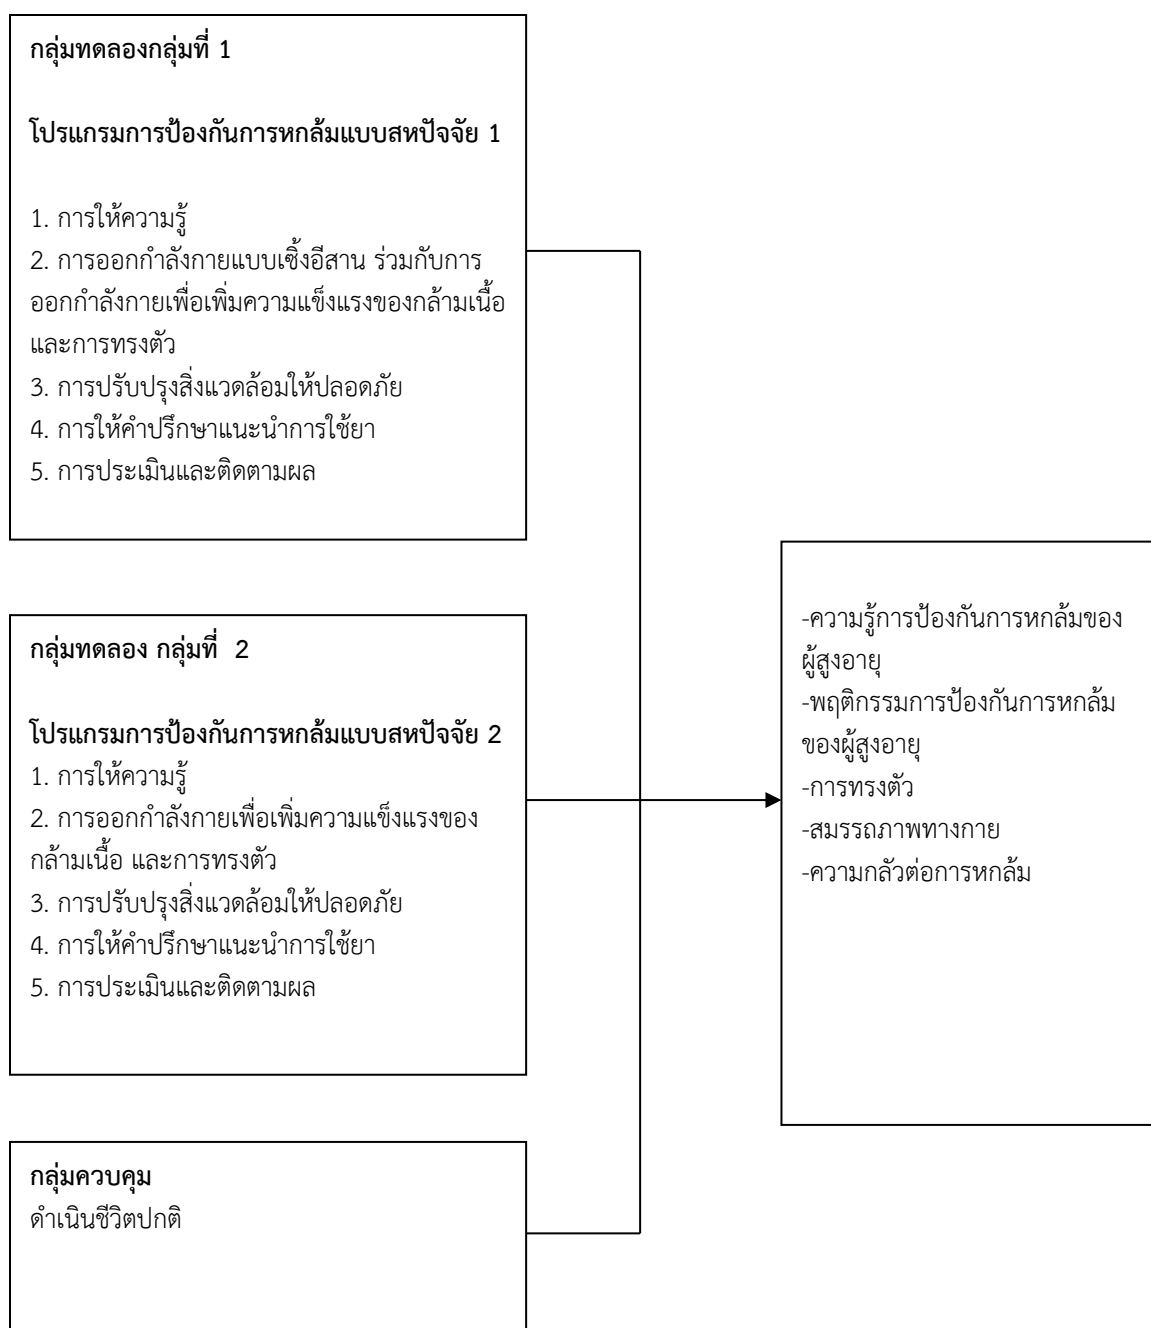 กลุ่มทดลองกลุ่มที่ 1
โปรแกรมการป้องกันการหกล้มแบบสหปัจจัย 1
1. การให้ความรู้
2. การออกกำลังกายแบบเซิ้งอีสาน ร่วมกับการ
ออกกำลังกายเพื่อเพิ่มความแข็งแรงของกล้ามเนื้อ
และการทรงตัว
3. การปรับปรุงสิ่งแวดล้อมให้ปลอดภัย
4. การให้คำปรึกษาแนะนำการใช้ยา
5. การประเมินและติดตามผล
กลุ่มทดลอง กลุ่มที่ 2
โปรแกรมการป้องกันการหกล้มแบบสหปัจจัย 2
1. การให้ความรู้
2. การออกกำลังกายเพื่อเพิ่มความแข็งแรงของ
กล้ามเนื้อ และการทรงตัว
3. การปรับปรุงสิ่งแวดล้อมให้ปลอดภัย
4. การให้คำปรึกษาแนะนำการใช้ยา
5. การประเมินและติดตามผล
กลุ่มควบคุม
ดำเนินชีวิตปกติ
-ความรู้การป้องกันการหกล้มของ
ผู้สูงอายุ
-พฤติกรรมการป้องกันการหกล้ม
ของผู้สูงอายุ
-การทรงตัว
-สมรรถภาพทางกาย
-ความกลัวต่อการหกล้ม